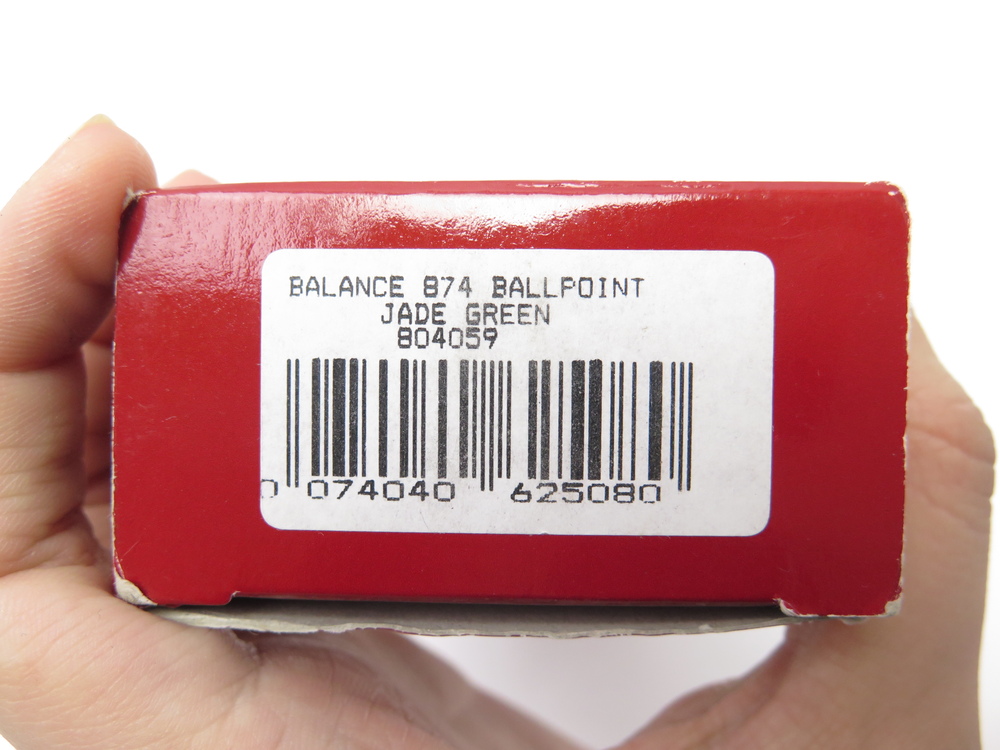 BALANCE 874 BALLPOINT
JADE GREEN
804059
0 074040 625080